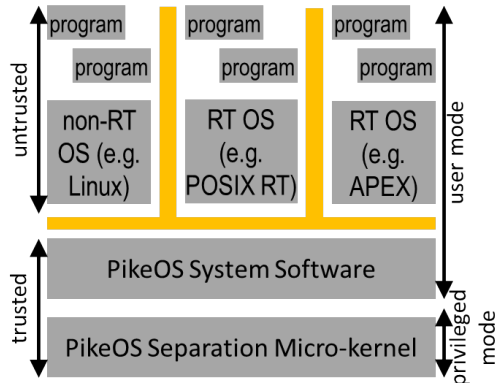 program
program
non-RT
OS (e.g.
Linux)
program
program
RT OS
(e.g.
POSIX RT)
program
program
RT OS
(e.g.
APEX)
PikeOS System Software
PikeOS Separation Micro-kernel
untrusted
trusted
user mode
privileged
mode